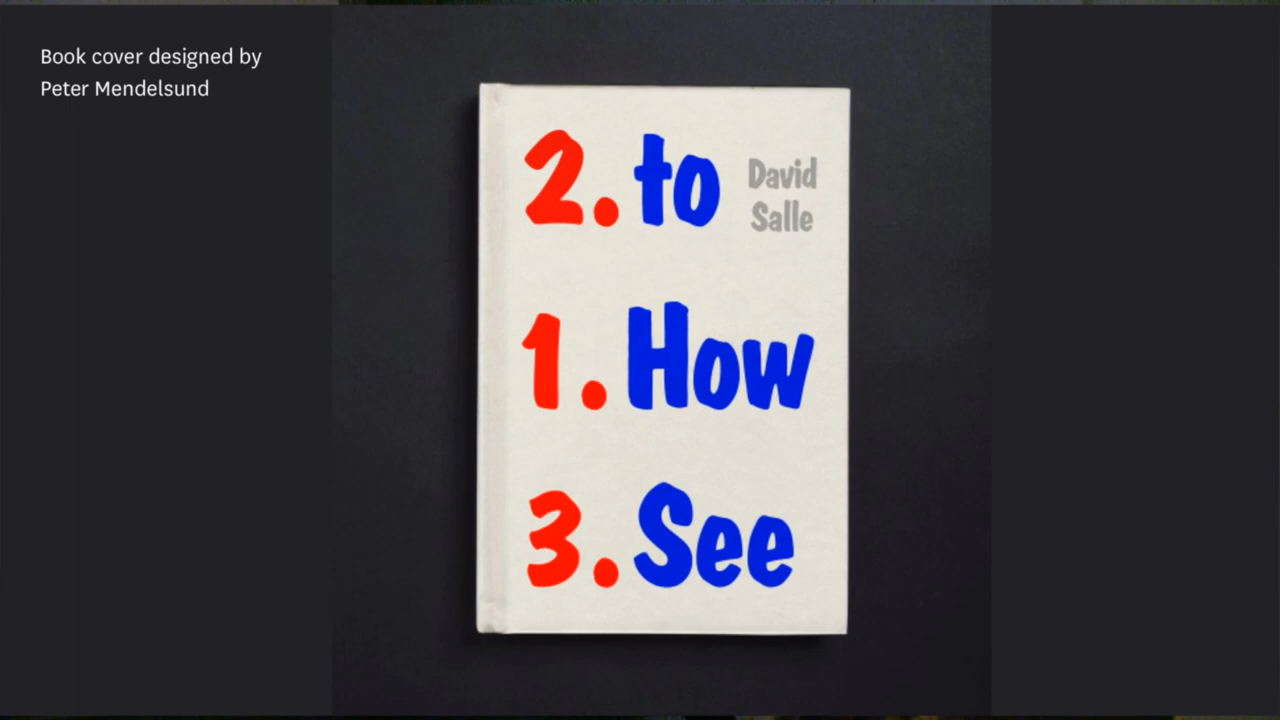 Book cover designed by
Peter Mendelsund
2. to
David
Salle
1. How
3. See